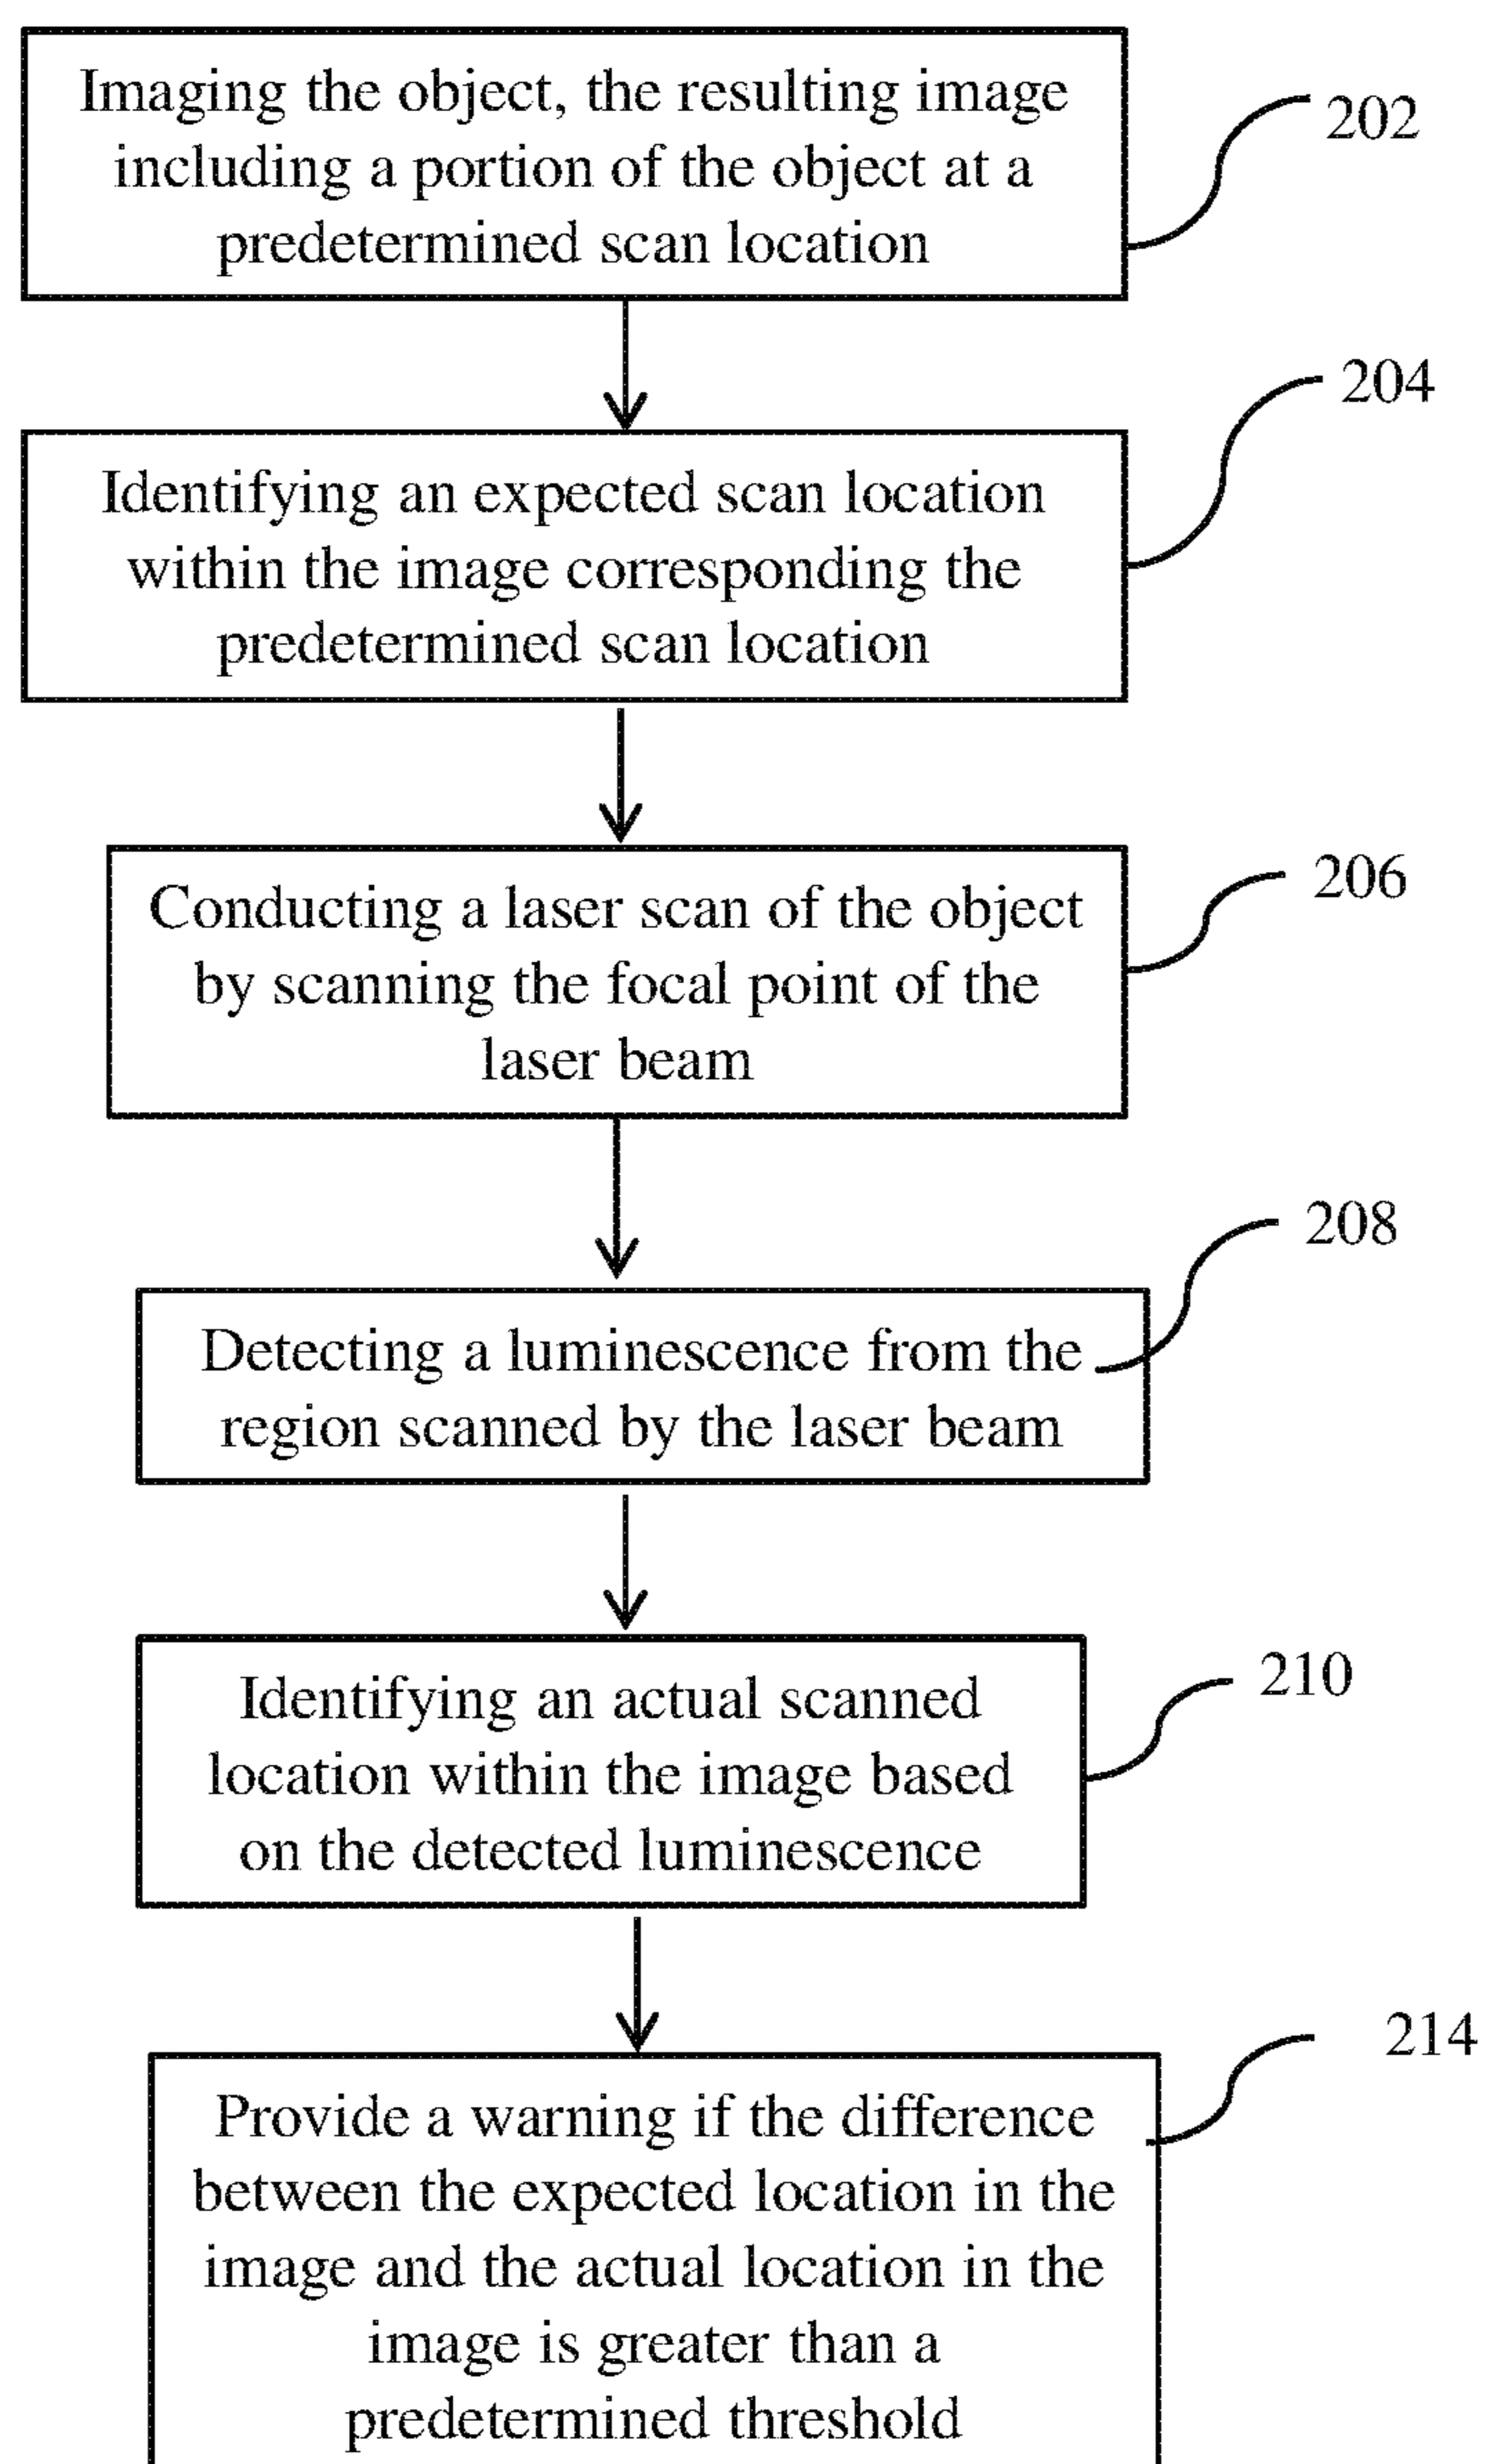 Imaging the object, the resulting image
including a portion of the object at a
predetermined scan location
202
Identifying an expected scan location
within the image corresponding the
predetermined scan location
204
Conducting a laser scan of the object
by scanning the focal point of the
laser beam
206
Detecting a luminescence from the
region scanned by the laser beam
208
Identifying an actual scanned
location within the image based
on the detected luminescence
210
Provide a warning if the difference
between the expected location in the
image and the actual location in the
image is greater than a
predetermined threshold
214